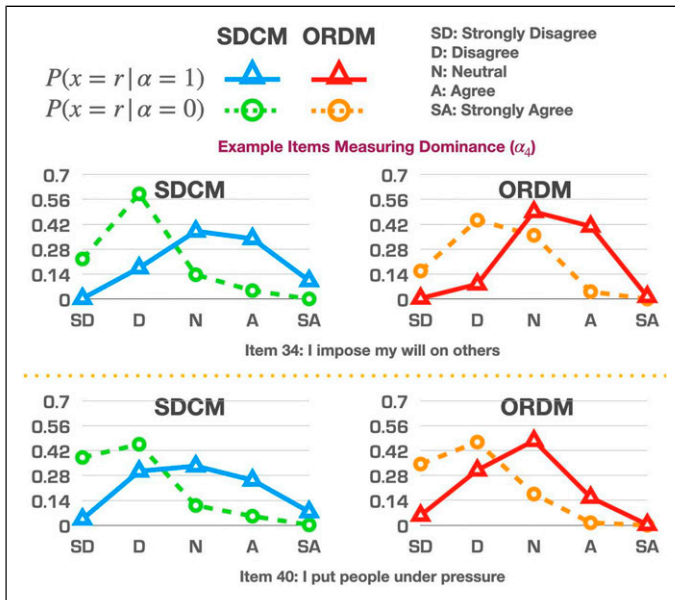 SDCM ORDM
P(x = r | α = 1)
P(x = r | α = 0)
SD: Strongly Disagree
D: Disagree
N: Neutral
A: Agree
SA: Strongly Agree
Example Items Measuring Dominance (α₄)
SDCM
0.7
0.56
0.42
0.28
0.14
0
SD D N A SA
ORDM
0.7
0.56
0.42
0.28
0.14
0
SD D N A SA
Item 34: I impose my will on others
SDCM
0.7
0.56
0.42
0.28
0.14
0
SD D N A SA
ORDM
0.7
0.56
0.42
0.28
0.14
0
SD D N A SA
Item 40: I put people under pressure